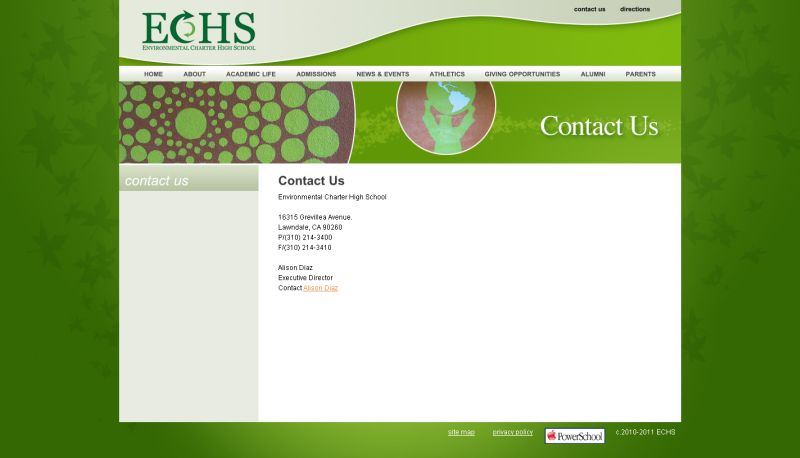 contact us directions
ECHS
ENVIRONMENTAL CHARTER HIGH SCHOOL
HOME ABOUT ACADEMIC LIFE ADMISSIONS NEWS & EVENTS ATHLETICS GIVING OPPORTUNITIES ALUMNI PARENTS
Contact Us
contact us
Contact Us
Environmental Charter High School
16315 Grevillea Avenue.
Lawndale, CA 90260
P/(310) 214-3400
F/(310) 214-3410
Alison Diaz
Executive Director
Contact Alison Diaz
site map privacy policy PowerSchool c.2010-2011 ECHS